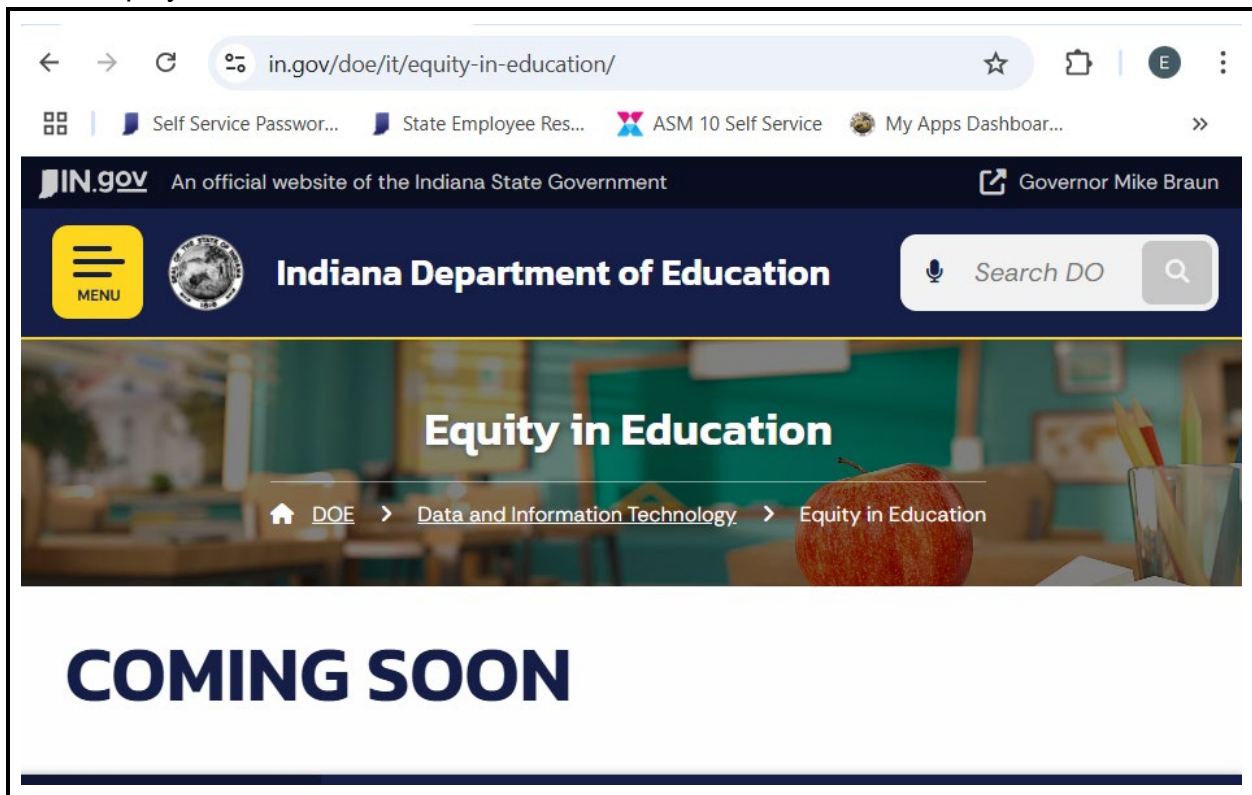 in.gov/doe/it/equity-in-education/
E
Self Service Passwor... State Employee Res... ASM 10 Self Service My Apps Dashboar... »
IN.gov An official website of the Indiana State Government Governor Mike Braun
MENU Indiana Department of Education Search DO
Equity in Education
DOE > Data and Information Technology > Equity in Education
COMING SOON